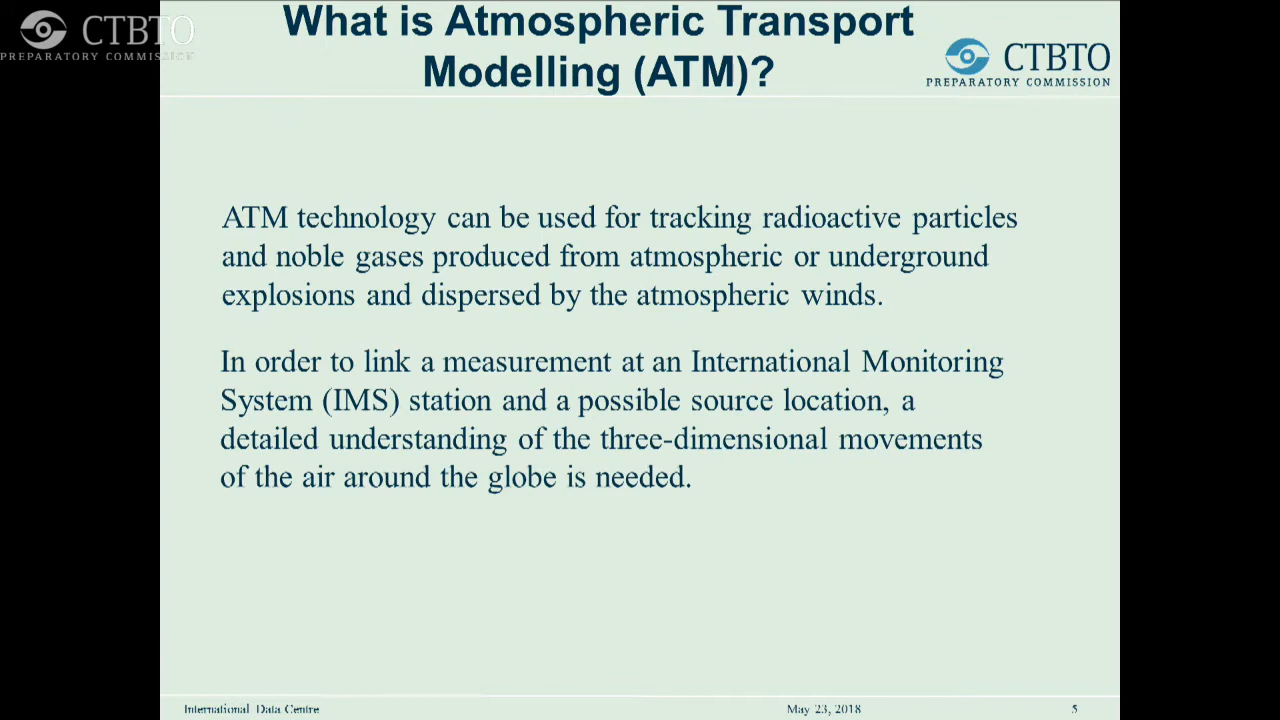 CTBTO
PREPARATORY COMMISSION
What is Atmospheric Transport
Modelling (ATM)?
CTBTO
PREPARATORY COMMISSION
ATM technology can be used for tracking radioactive particles
and noble gases produced from atmospheric or underground
explosions and dispersed by the atmospheric winds.
In order to link a measurement at an International Monitoring
System (IMS) station and a possible source location, a
detailed understanding of the three-dimensional movements
of the air around the globe is needed.
International Data Centre
May 23, 2018
5